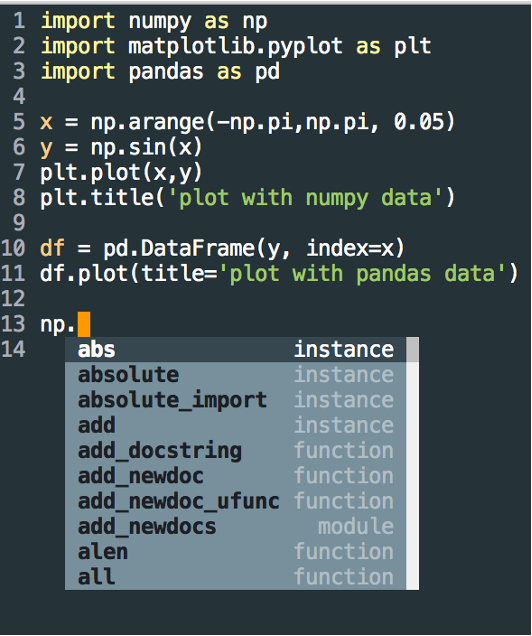 1 import numpy as np
2 import matplotlib.pyplot as plt
3 import pandas as pd
4
5 x = np.arange(-np.pi,np.pi, 0.05)
6 y = np.sin(x)
7 plt.plot(x,y)
8 plt.title('plot with numpy data')
9
10 df = pd.DataFrame(y, index=x)
11 df.plot(title='plot with pandas data')
12
13 np.
14 abs instance
absolute instance
absolute_import instance
add instance
add_docstring function
add_newdoc function
add_newdoc_ufunc function
add_newdocs module
alen function
all function